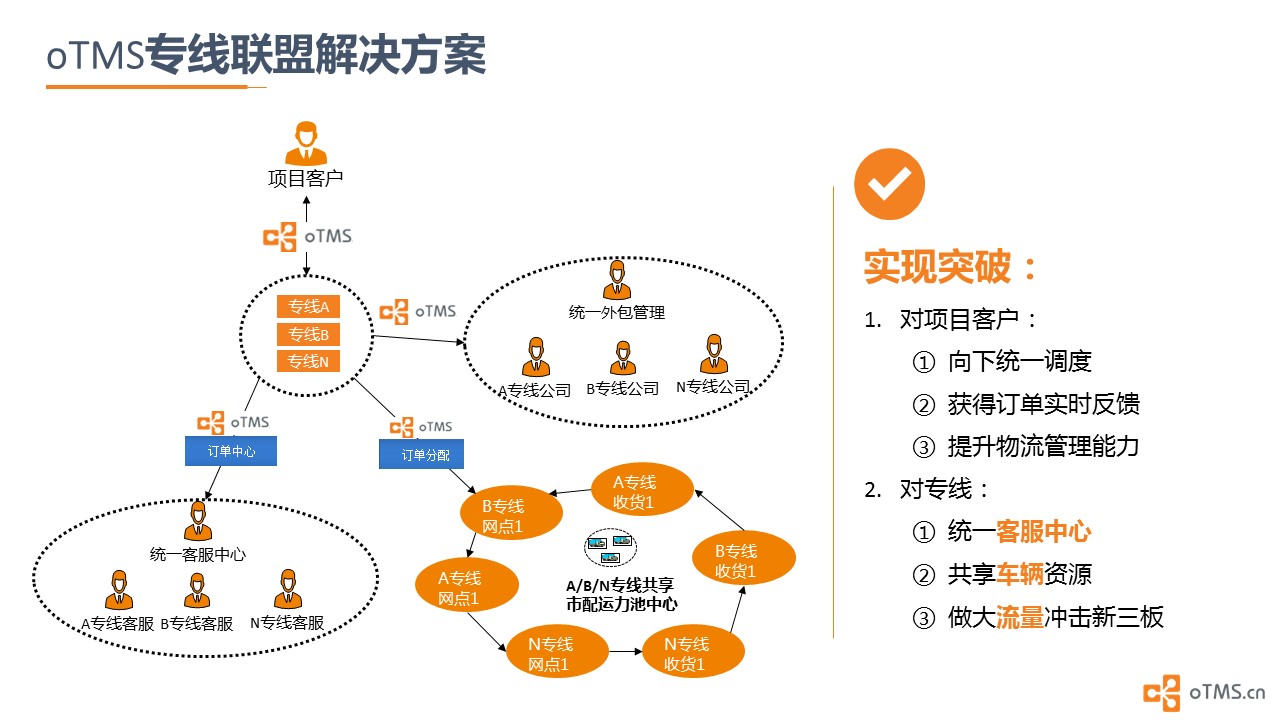 oTMS专线联盟解决方案
项目客户
oTMS
专线A
专线B
专线N
oTMS
统一外包管理
A专线公司
B专线公司
N专线公司
oTMS
订单中心
oTMS
订单分配
统一客服中心
A专线客服
B专线客服
N专线客服
A专线
收货1
B专线
网点1
B专线
收货1
A专线
网点1
A/B/N专线共享
市配运力池中心
N专线
网点1
N专线
收货1
实现突破：
1. 对项目客户：
① 向下统一调度
② 获得订单实时反馈
③ 提升物流管理能力
2. 对专线：
① 统一客服中心
② 共享车辆资源
③ 做大流量冲击新三板
oTMS.cn